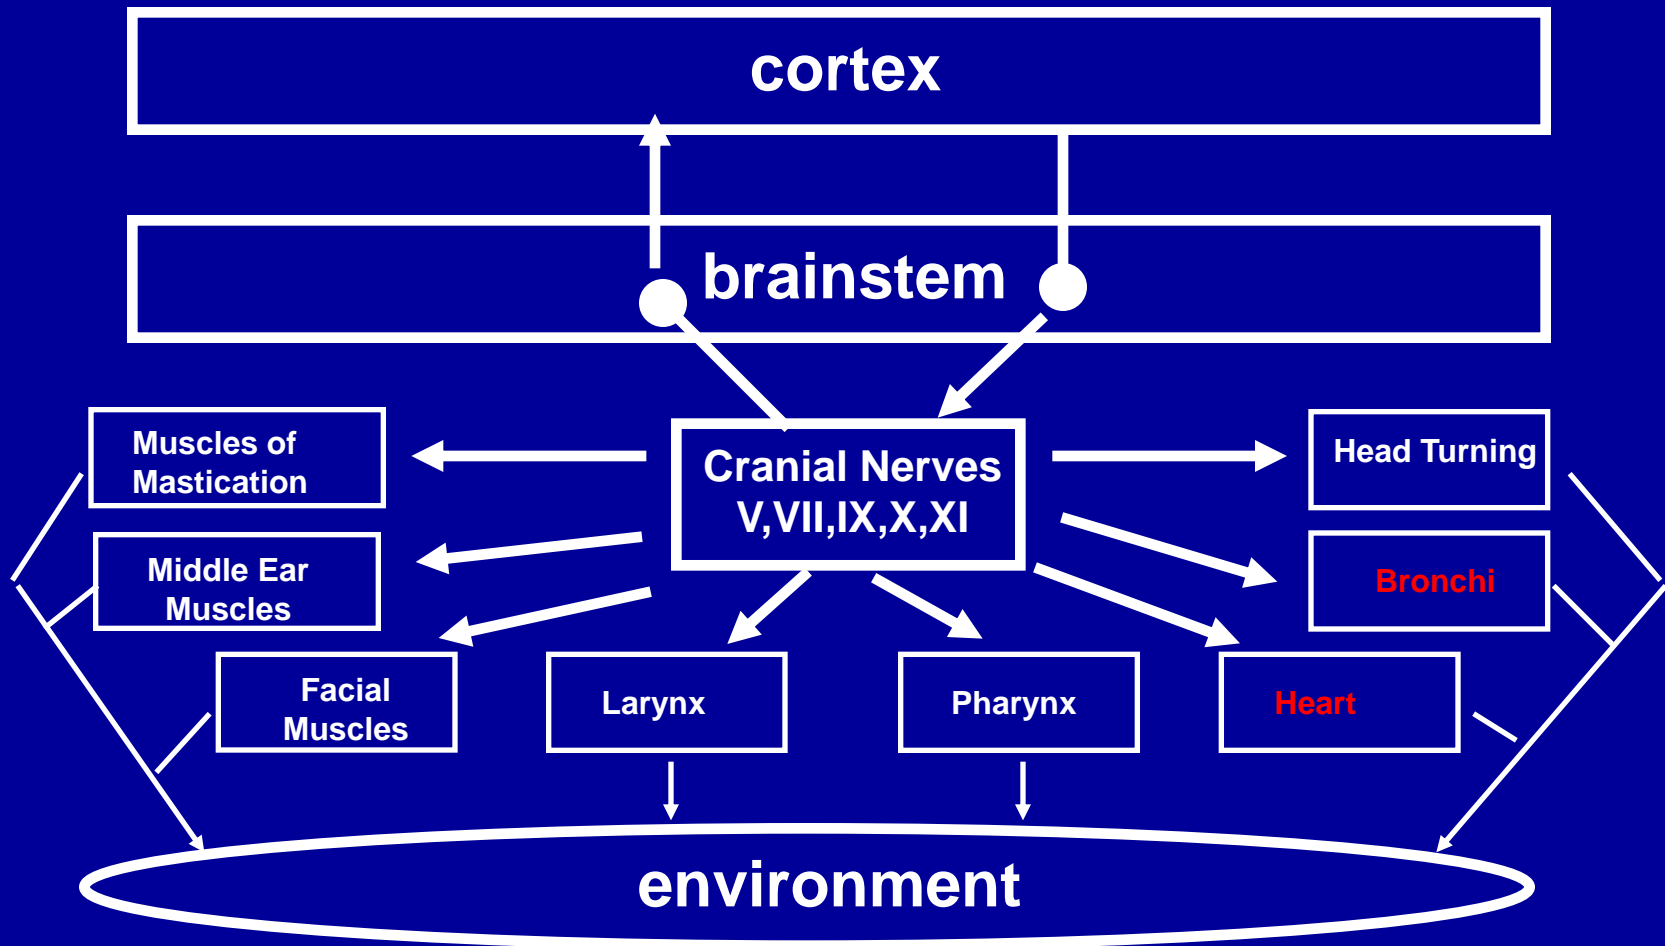 cortex
brainstem
Cranial Nerves
V,VII,IX,X,XI
Muscles of
Mastication
Head Turning
Middle Ear
Muscles
Bronchi
Facial
Muscles
Larynx
Pharynx
Heart
environment